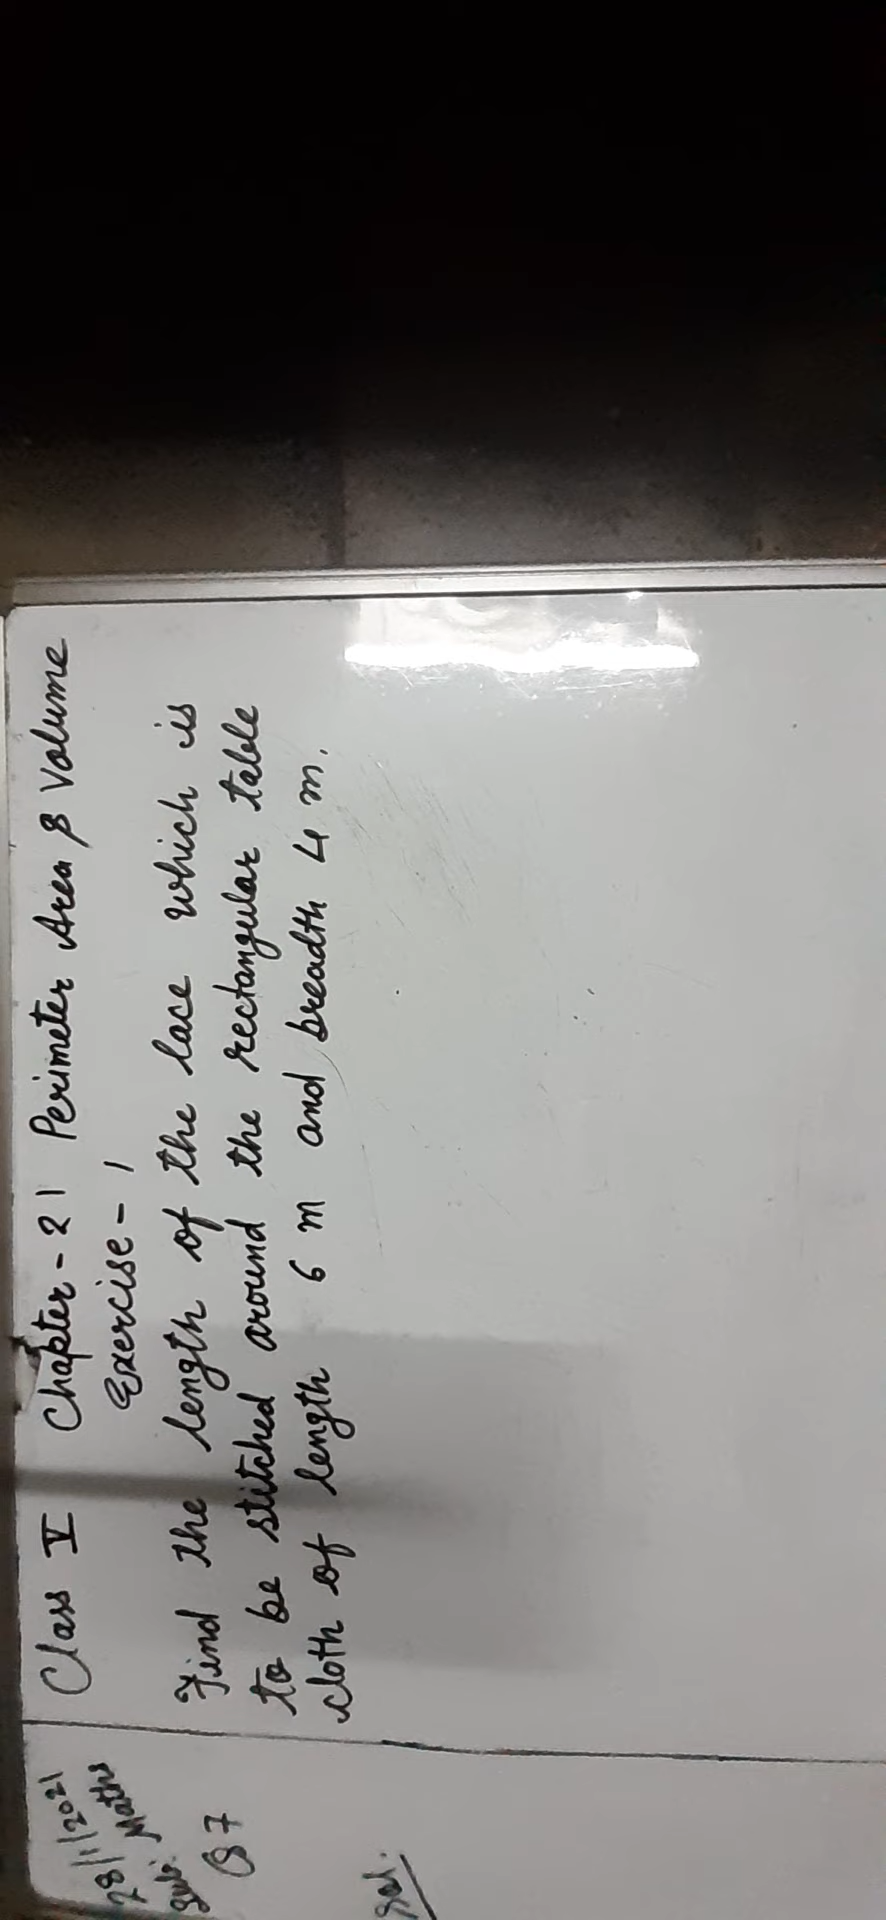 28/1/2021
Sub: Maths
Class V Chapter - 21 Perimeter Area & Volume
Exercise - 1
Q7 Find the length of the lace which is
to be stitched around the rectangular table
cloth of length 6 m and breadth 4 m.
Sol.